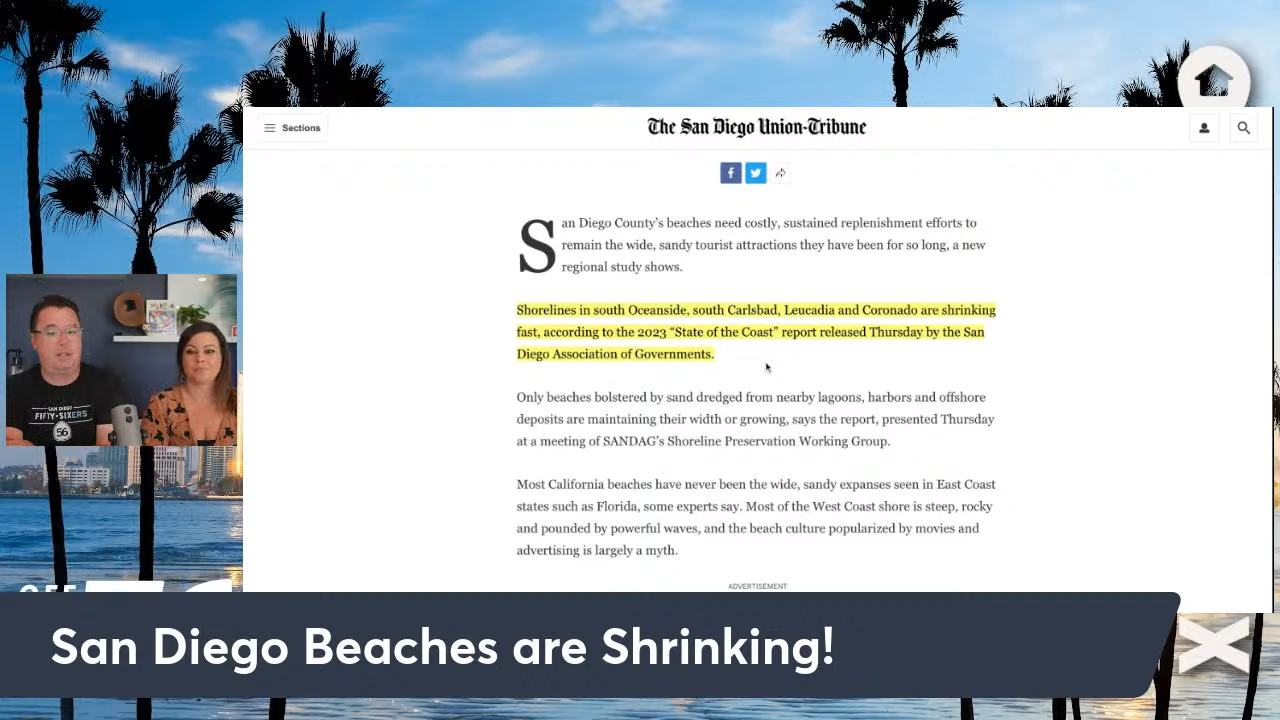 Sections
The San Diego Union-Tribune
San Diego County’s beaches need costly, sustained replenishment efforts to
remain the wide, sandy tourist attractions they have been for so long, a new
regional study shows.
Shorelines in south Oceanside, south Carlsbad, Leucadia and Coronado are shrinking
fast, according to the 2023 “State of the Coast” report released Thursday by the San
Diego Association of Governments.
Only beaches bolstered by sand dredged from nearby lagoons, harbors and offshore
deposits are maintaining their width or growing, says the report, presented Thursday
at a meeting of SANDAG’s Shoreline Preservation Working Group.
Most California beaches have never been the wide, sandy expanses seen in East Coast
states such as Florida, some experts say. Most of the West Coast shore is steep, rocky
and pounded by powerful waves, and the beach culture popularized by movies and
advertising is largely a myth.
ADVERTISEMENT
SAN DIEGO
FIFTY-SIXERS
56
San Diego Beaches are Shrinking!